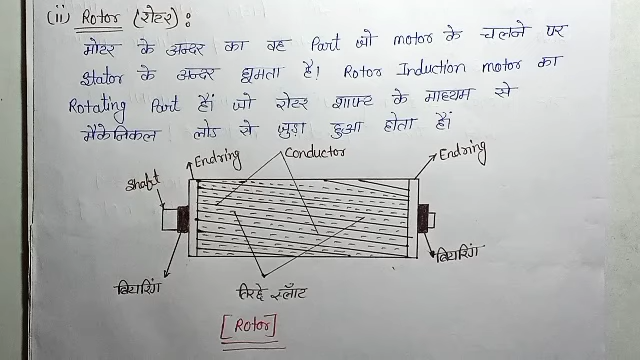 (ii) Rotor (रोटर) :
मोटर के अन्दर का वह Part जो motor के चलने पर
stator के अन्दर घुमता है। Rotor Induction motor का
Rotating Part हैं। जो रोटर शाफ्ट के माध्यम से
मैकेनिकल लोड से जुड़ा हुआ होता हैं।
Endring Conductor Endring
Shaft
बियरिंग बियरिंग
तिरछे स्लॉट
[Rotor]